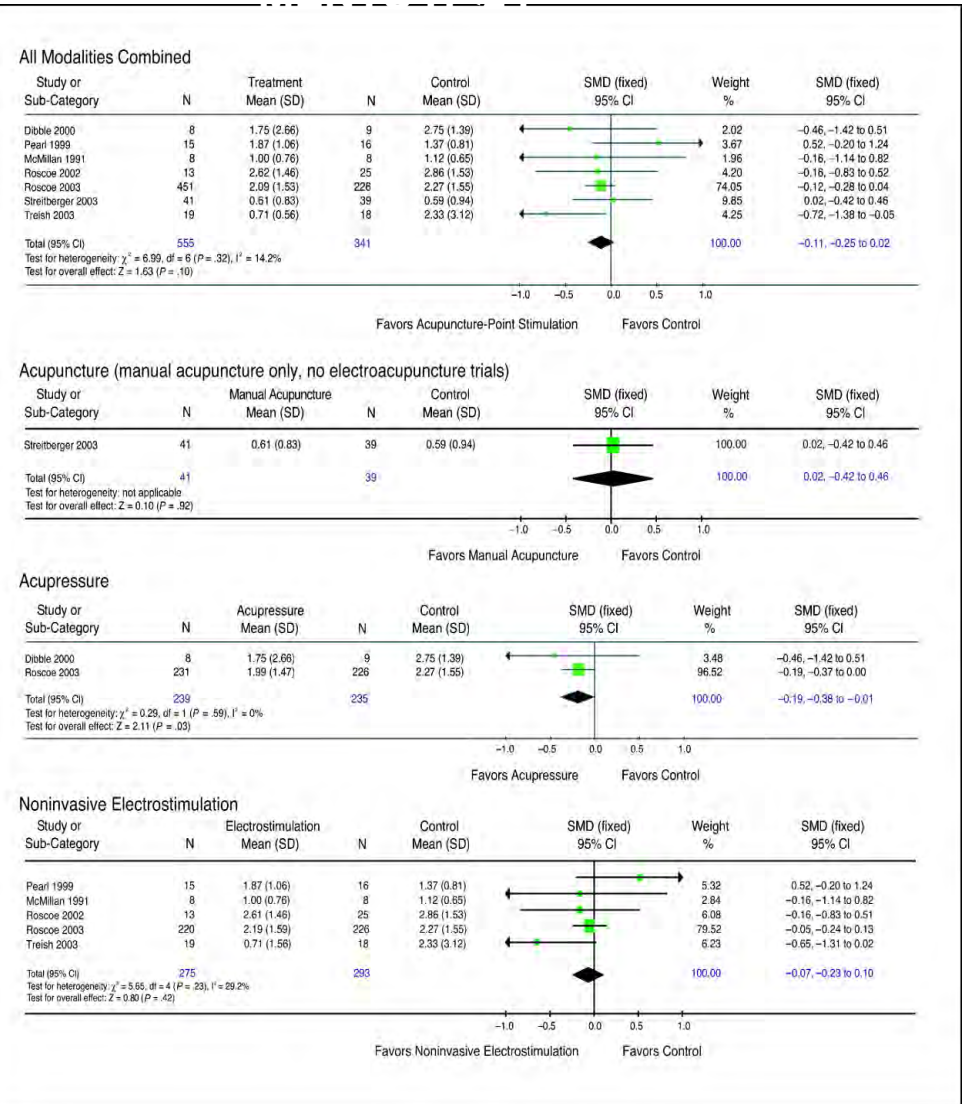 All Modalities Combined
Study or Treatment Control SMD (fixed) Weight SMD (fixed)
Sub-Category N Mean (SD) N Mean (SD) 95% CI % 95% CI
Dibble 2000 8 1.75 (2.66) 9 2.75 (1.39) 2.02 −0.46, −1.42 to 0.51
Pearl 1999 15 1.87 (1.06) 16 1.37 (0.81) 3.67 0.52, −0.20 to 1.24
McMillan 1991 8 1.00 (0.76) 8 1.12 (0.65) 1.96 −0.16, −1.14 to 0.82
Roscoe 2002 13 2.62 (1.46) 25 2.86 (1.53) 4.20 −0.16, −0.83 to 0.52
Roscoe 2003 451 2.09 (1.53) 226 2.27 (1.55) 74.05 −0.12, −0.28 to 0.04
Streitberger 2003 41 0.61 (0.83) 39 0.59 (0.94) 9.85 0.02, −0.42 to 0.46
Treish 2003 19 0.71 (0.56) 18 2.33 (3.12) 4.25 −0.72, −1.38 to −0.05
Total (95% CI) 555 341 100.00 −0.11, −0.25 to 0.02
Test for heterogeneity: χ² = 6.99, df = 6 (P = .32), I² = 14.2%
Test for overall effect: Z = 1.63 (P = .10)
−1.0 −0.5 0.0 0.5 1.0
Favors Acupuncture-Point Stimulation Favors Control
Acupuncture (manual acupuncture only, no electroacupuncture trials)
Study or Manual Acupuncture Control SMD (fixed) Weight SMD (fixed)
Sub-Category N Mean (SD) N Mean (SD) 95% CI % 95% CI
Streitberger 2003 41 0.61 (0.83) 39 0.59 (0.94) 100.00 0.02, −0.42 to 0.46
Total (95% CI) 41 39 100.00 0.02, −0.42 to 0.46
Test for heterogeneity: not applicable
Test for overall effect: Z = 0.10 (P = .92)
−1.0 −0.5 0.0 0.5 1.0
Favors Manual Acupuncture Favors Control
Acupressure
Study or Acupressure Control SMD (fixed) Weight SMD (fixed)
Sub-Category N Mean (SD) N Mean (SD) 95% CI % 95% CI
Dibble 2000 8 1.75 (2.66) 9 2.75 (1.39) 3.48 −0.46, −1.42 to 0.51
Roscoe 2003 231 1.99 (1.47) 226 2.27 (1.55) 96.52 −0.19, −0.37 to 0.00
Total (95% CI) 239 235 100.00 −0.19, −0.38 to −0.01
Test for heterogeneity: χ² = 0.29, df = 1 (P = .59), I² = 0%
Test for overall effect: Z = 2.11 (P = .03)
−1.0 −0.5 0.0 0.5 1.0
Favors Acupressure Favors Control
Noninvasive Electrostimulation
Study or Electrostimulation Control SMD (fixed) Weight SMD (fixed)
Sub-Category N Mean (SD) N Mean (SD) 95% CI % 95% CI
Pearl 1999 15 1.87 (1.06) 16 1.37 (0.81) 5.32 0.52, −0.20 to 1.24
McMillan 1991 8 1.00 (0.76) 8 1.12 (0.65) 2.84 −0.16, −1.14 to 0.82
Roscoe 2002 13 2.61 (1.46) 25 2.86 (1.53) 6.08 −0.16, −0.83 to 0.51
Roscoe 2003 220 2.19 (1.59) 226 2.27 (1.55) 79.52 −0.05, −0.24 to 0.13
Treish 2003 19 0.71 (1.56) 18 2.33 (3.12) 6.23 −0.65, −1.31 to 0.02
Total (95% CI) 275 293 100.00 −0.07, −0.23 to 0.10
Test for heterogeneity: χ² = 5.65, df = 4 (P = .23), I² = 29.2%
Test for overall effect: Z = 0.80 (P = .42)
−1.0 −0.5 0.0 0.5 1.0
Favors Noninvasive Electrostimulation Favors Control